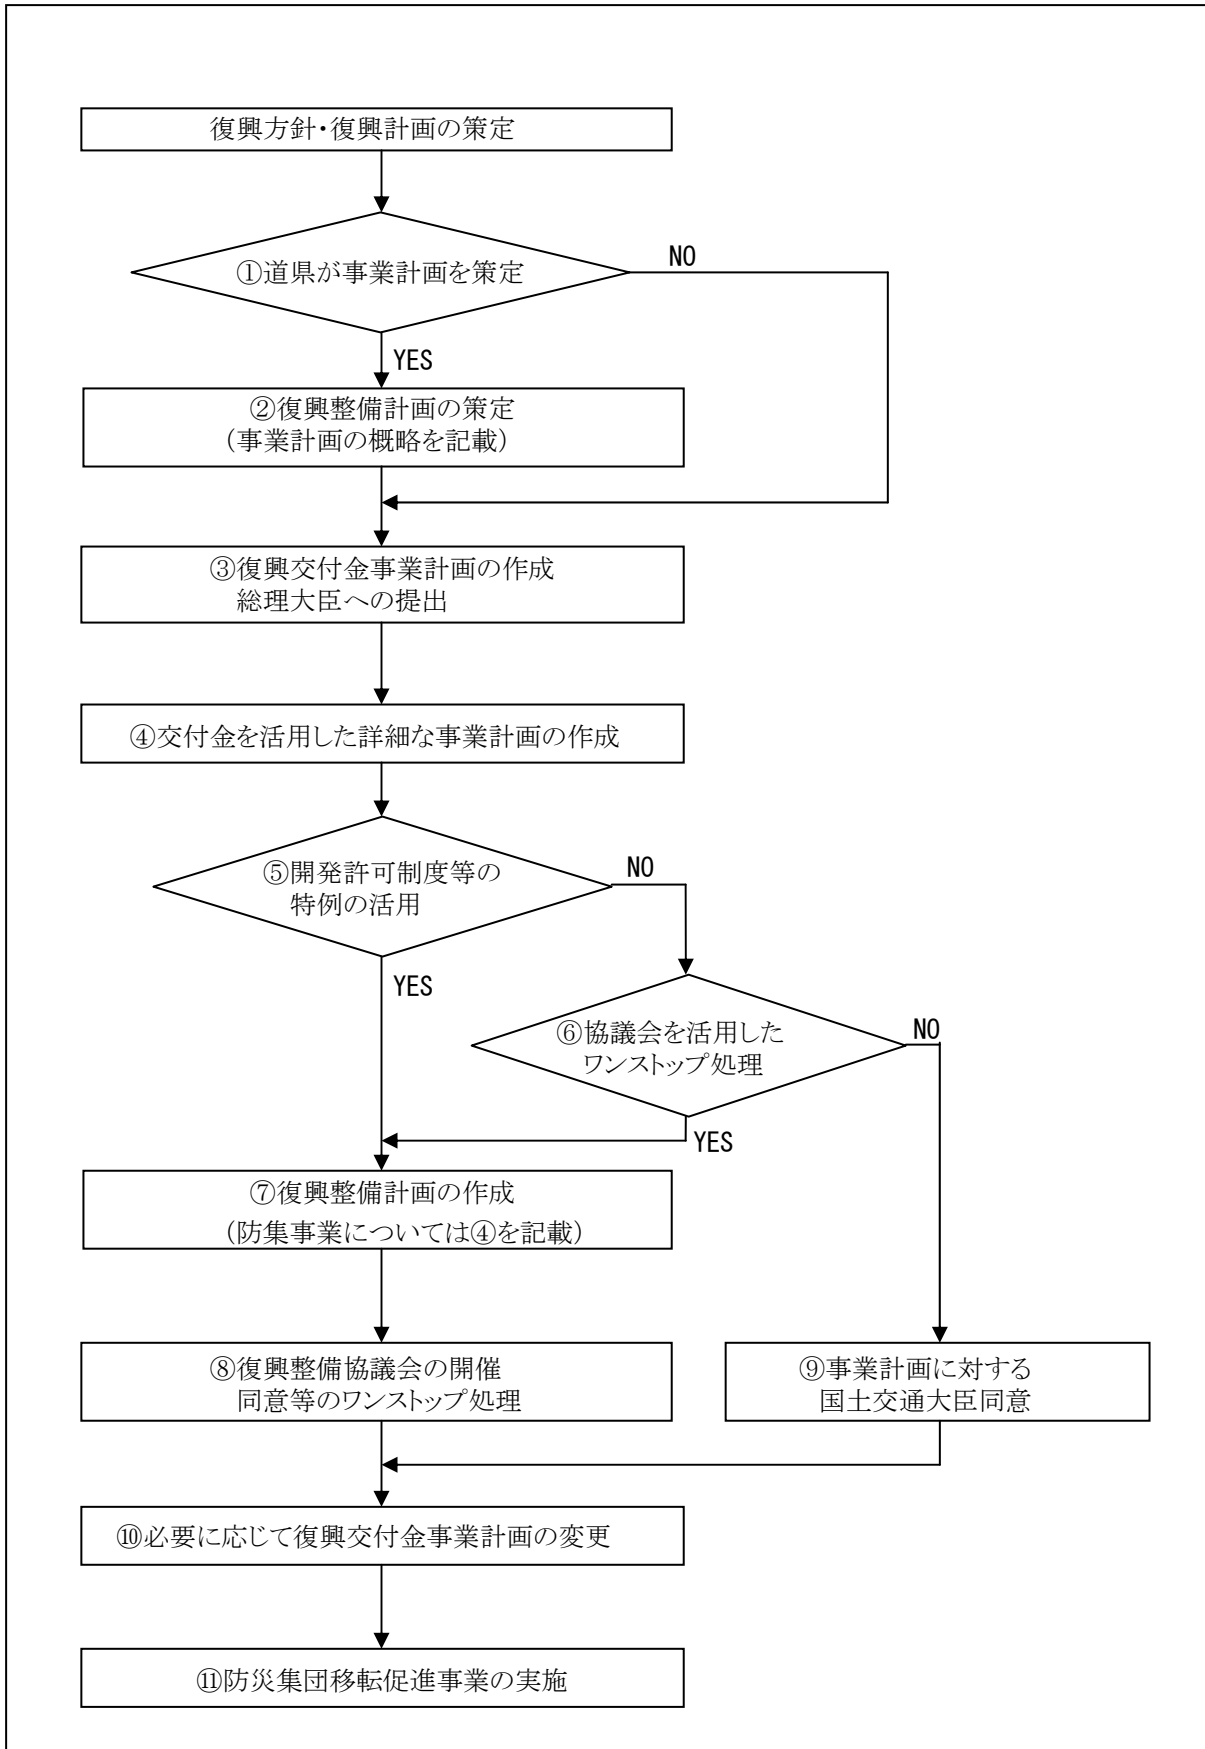 復興方針・復興計画の策定
①道県が事業計画を策定
NO
YES
②復興整備計画の策定
（事業計画の概略を記載）
③復興交付金事業計画の作成
総理大臣への提出
④交付金を活用した詳細な事業計画の作成
⑤開発許可制度等の
特例の活用
NO
YES
⑥協議会を活用した
ワンストップ処理
NO
YES
⑦復興整備計画の作成
（防集事業については④を記載）
⑧復興整備協議会の開催
同意等のワンストップ処理
⑨事業計画に対する
国土交通大臣同意
⑩必要に応じて復興交付金事業計画の変更
⑪防災集団移転促進事業の実施